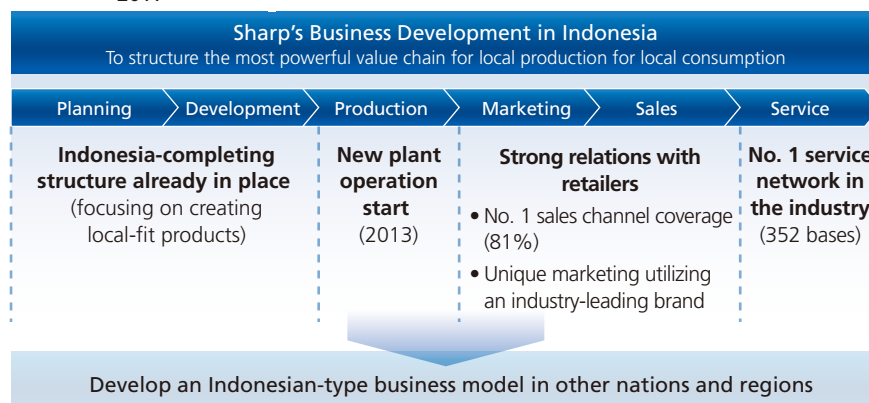 Sharp's Business Development in Indonesia
To structure the most powerful value chain for local production for local consumption
Planning
Development
Production
Marketing
Sales
Service
Indonesia-completing
structure already in place
(focusing on creating
local-fit products)
New plant
operation
start
(2013)
Strong relations with
retailers
• No. 1 sales channel coverage
(81%)
• Unique marketing utilizing
an industry-leading brand
No. 1 service
network in
the industry
(352 bases)
Develop an Indonesian-type business model in other nations and regions